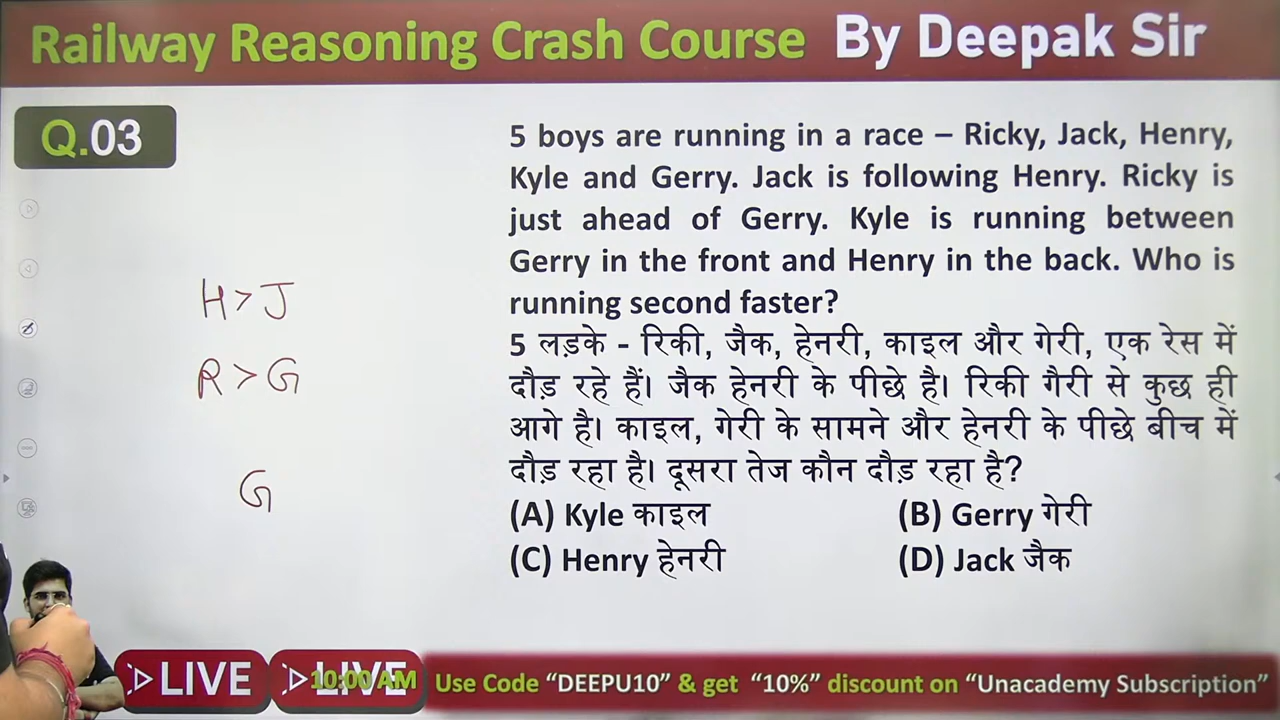 Railway Reasoning Crash Course By Deepak Sir
Q.03
5 boys are running in a race – Ricky, Jack, Henry,
Kyle and Gerry. Jack is following Henry. Ricky is
just ahead of Gerry. Kyle is running between
Gerry in the front and Henry in the back. Who is
running second faster?
5 लड़के - रिकी, जैक, हेनरी, काइल और गेरी, एक रेस में
दौड़ रहे हैं। जैक हेनरी के पीछे है। रिकी गैरी से कुछ ही
आगे है। काइल, गेरी के सामने और हेनरी के पीछे बीच में
दौड़ रहा है। दूसरा तेज कौन दौड़ रहा है?
(A) Kyle काइल (B) Gerry गेरी
(C) Henry हेनरी (D) Jack जैक
H > J
R > G
G
LIVE LIVE
10:00 AM
Use Code “DEEPU10” & get “10%” discount on “Unacademy Subscription”